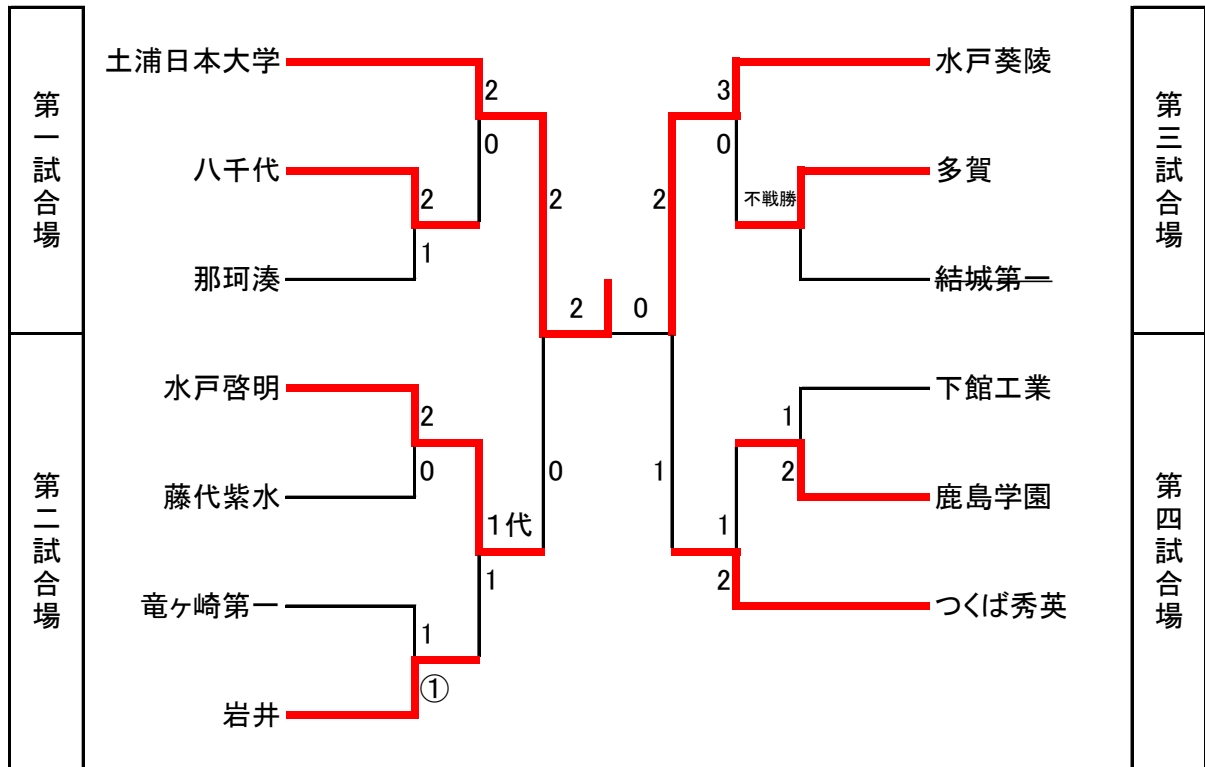 第一試合場
土浦日本大学
2
0
八千代
2
1
那珂湊
2
第二試合場
水戸啓明
2
0
藤代紫水
1代
1
竜ヶ崎第一
1
①
岩井
0
2
0
第三試合場
水戸葵陵
3
0
多賀
不戦勝
結城第一
2
第四試合場
下館工業
1
2
鹿島学園
1
2
つくば秀英
1